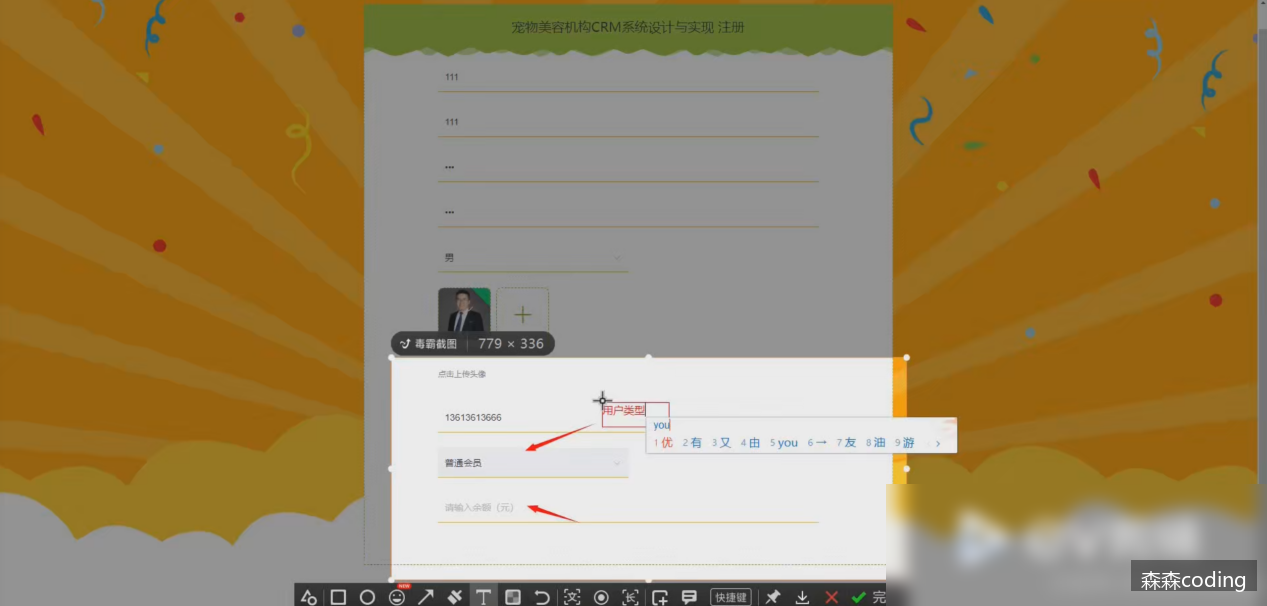 宠物美容机构CRM系统设计与实现 注册
111
111
男
毒霸截图 779 × 336
点击上传头像
13613613666
用户类型
you
1优 2有 3又 4由 5you 6一 7友 8油 9游
普通会员
请输入余额（元）
NEW
T 文 长 快捷键 完
森森coding